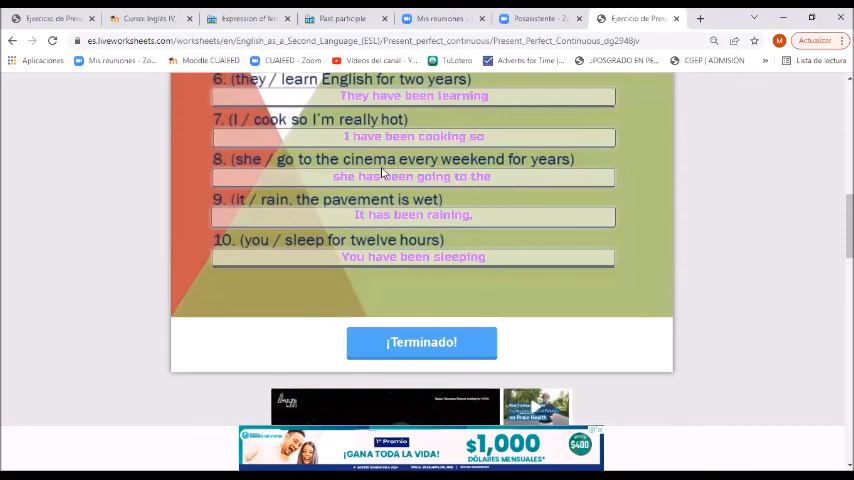 Ejercicio de Pres
Curso: Inglés IV,
Expression of len
Past participle
Mis reuniones -
Posasistente - Zo
Ejercicio de Pres
es.liveworksheets.com/worksheets/en/English_as_a_Second_Language_(ESL)/Present_perfect_continuous/Present_Perfect_Continuous_dg2948jv
M
Actualizar
Aplicaciones
Mis reuniones - Zo...
Moodle CUAIEED
CUAIEED - Zoom
Vídeos del canal - Y...
TuLotero
Adverbs for Time |...
:.POSGRADO EN PE...
CGEP | ADMISIÓN
Lista de lectura
6. (they / learn English for two years)
They have been learning
7. (I / cook so I'm really hot)
I have been cooking so
8. (she / go to the cinema every weekend for years)
she has been going to the
9. (it / rain, the pavement is wet)
It has been raining,
10. (you / sleep for twelve hours)
You have been sleeping
¡Terminado!
on Brain Health
1er Premio
¡GANA TODA LA VIDA!
$1,000
DÓLARES MENSUALES*
$400